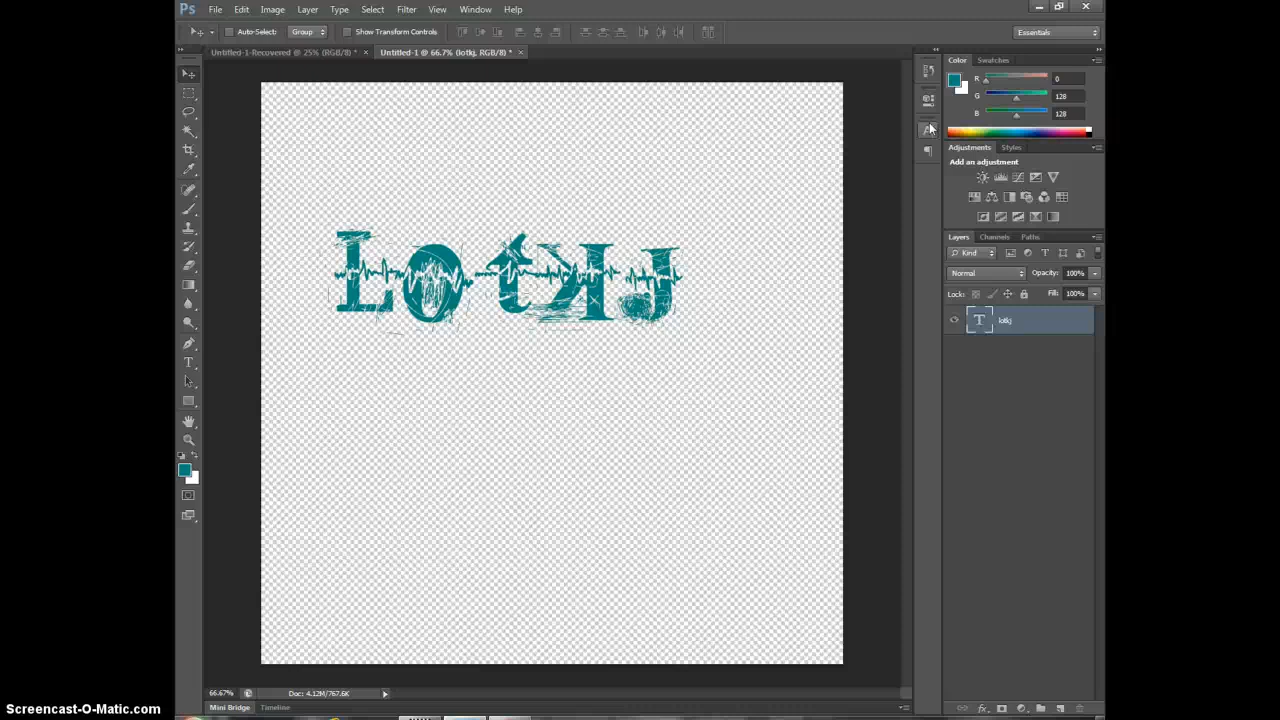 Ps File Edit Image Layer Type Select Filter View Window Help
Auto-Select: Group Show Transform Controls Essentials
Untitled-1-Recovered @ 25% (RGB/8) * × Untitled-1 @ 66.7% (lotkj, RGB/8) * ×
Color Swatches
R 0
G 128
B 128
Adjustments Styles
Add an adjustment
Layers Channels Paths
Kind
Normal Opacity: 100%
Lock: Fill: 100%
T lotkj
LOtKJ
66.67% Doc: 4.12M/767.6K
Mini Bridge Timeline
Screencast-O-Matic.com